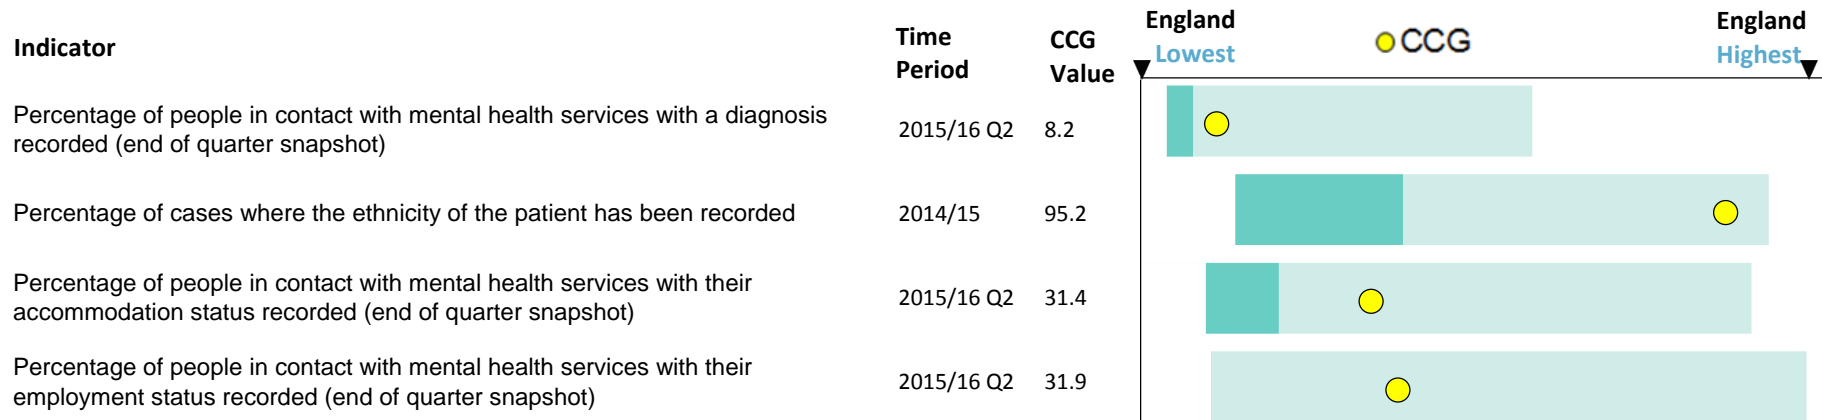 Indicator
Time Period
CCG Value
England Lowest
CCG
England Highest
Percentage of people in contact with mental health services with a diagnosis
recorded (end of quarter snapshot)
2015/16 Q2
8.2
Percentage of cases where the ethnicity of the patient has been recorded
2014/15
95.2
Percentage of people in contact with mental health services with their
accommodation status recorded (end of quarter snapshot)
2015/16 Q2
31.4
Percentage of people in contact with mental health services with their
employment status recorded (end of quarter snapshot)
2015/16 Q2
31.9